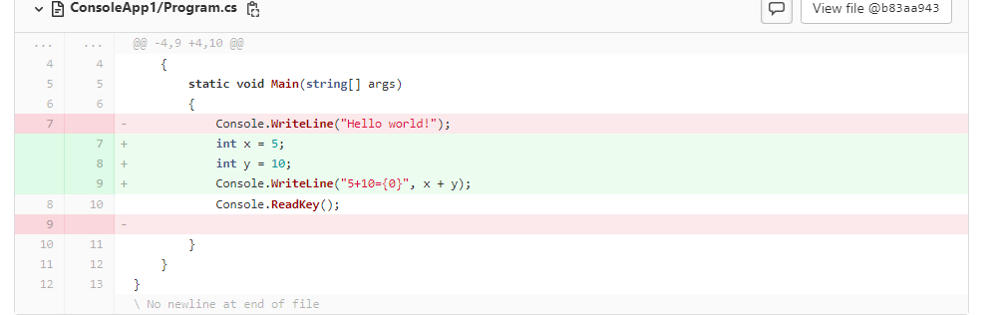 ConsoleApp1/Program.cs View file @b83aa943
... ... @@ -4,9 +4,10 @@
4 4 {
5 5 static void Main(string[] args)
6 6 {
7 - Console.WriteLine("Hello world!");
7 + int x = 5;
8 + int y = 10;
9 + Console.WriteLine("5+10={0}", x + y);
8 10 Console.ReadKey();
9 -
10 11 }
11 12 }
12 13 }
\ No newline at end of file